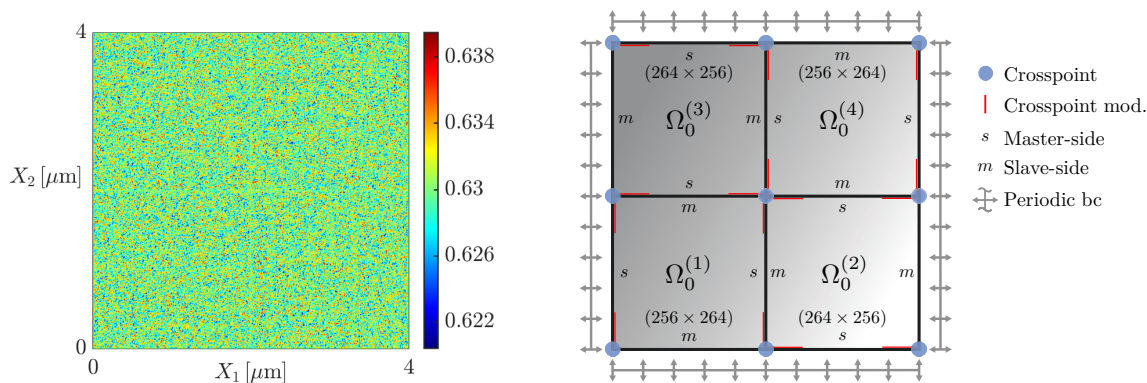 4
X₂ [μm]
0
0
X₁ [μm]
4
0.638
0.634
0.63
0.626
0.622
s
(264 × 256)
m
Ω₀⁽³⁾
m
s
m
(256 × 264)
s
Ω₀⁽⁴⁾
s
m
m
s
Ω₀⁽¹⁾
s
(256 × 264)
m
s
m
Ω₀⁽²⁾
m
(264 × 256)
s
Crosspoint
Crosspoint mod.
s Master-side
m Slave-side
Periodic bc